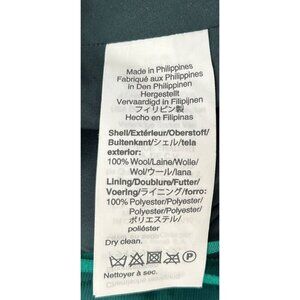 Made in Philippines
Fabriqué aux Philippines
in Den Philippinen
Hergestellt
Vervaardigd in Filipijnen
フィリピン製
Hecho en Filipinas
Shell/Extérieur/Oberstoff/
Buitenkant/シェル/tela
exterior:
100% Wool/Laine/Wolle/
Wol/ウール/lana
Lining/Doublure/Futter/
Voering/ライニング/forro:
100% Polyester/Polyester/
Polyester/Polyester/
ポリエステル/
poliéster
Dry clean.
Nettoyer à sec.